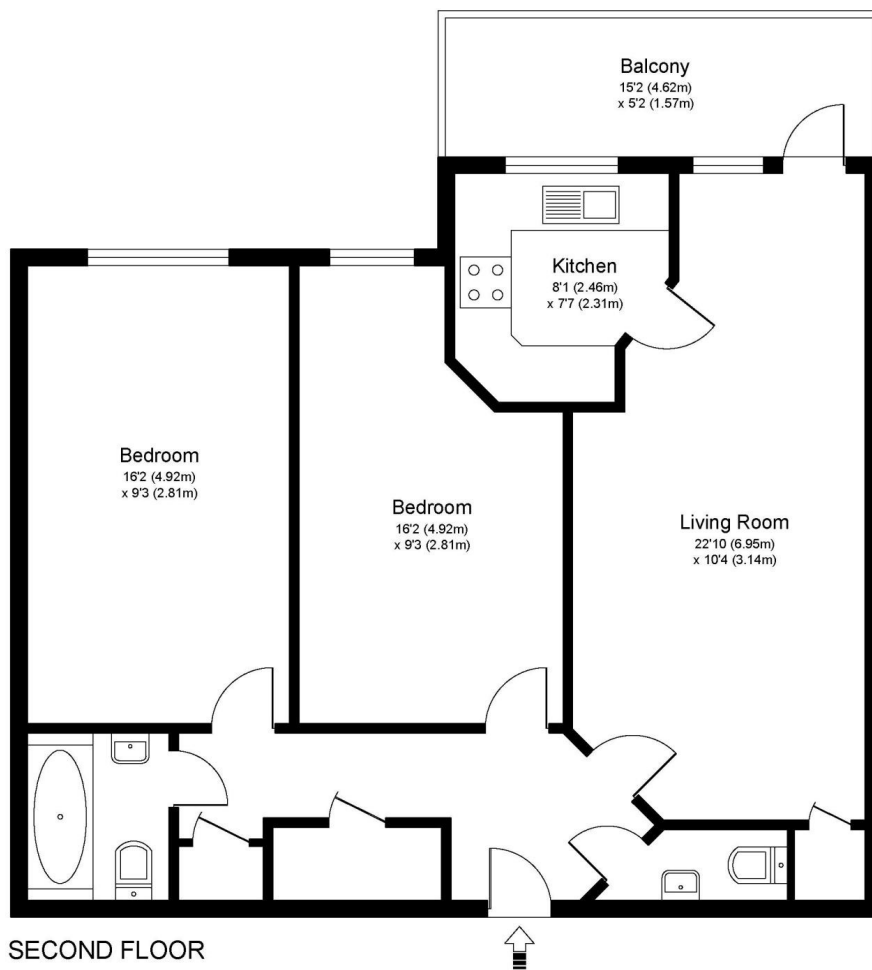 Balcony
15'2 (4.62m)
x 5'2 (1.57m)
Kitchen
8'1 (2.46m)
x 7'7 (2.31m)
Bedroom
16'2 (4.92m)
x 9'3 (2.81m)
Bedroom
16'2 (4.92m)
x 9'3 (2.81m)
Living Room
22'10 (6.95m)
x 10'4 (3.14m)
SECOND FLOOR